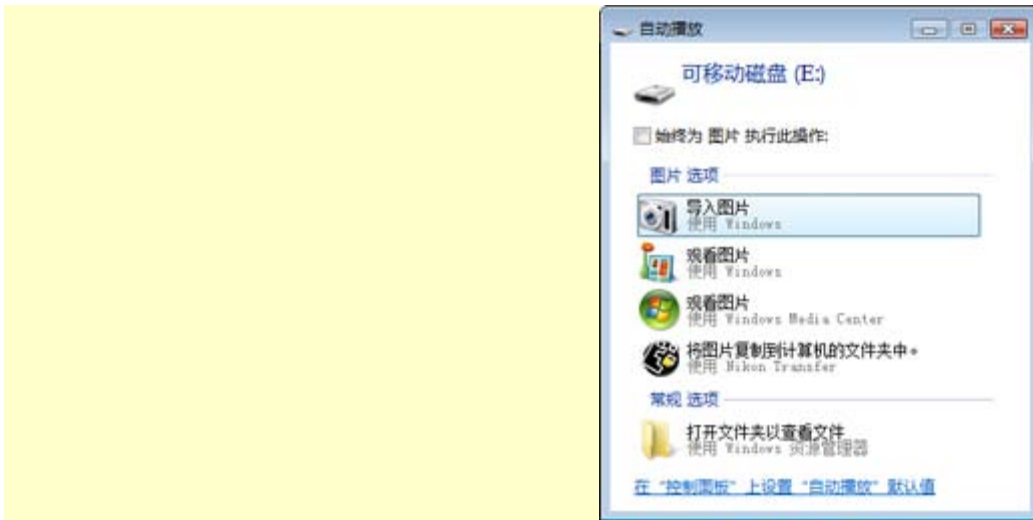 自动播放
可移动磁盘 (E:)
始终为 图片 执行此操作:
图片 选项
导入图片
使用 Windows
观看图片
使用 Windows
观看图片
使用 Windows Media Center
将图片复制到计算机的文件夹中。
使用 Nikon Transfer
常规 选项
打开文件夹以查看文件
使用 Windows 资源管理器
在“控制面板”上设置“自动播放”默认值